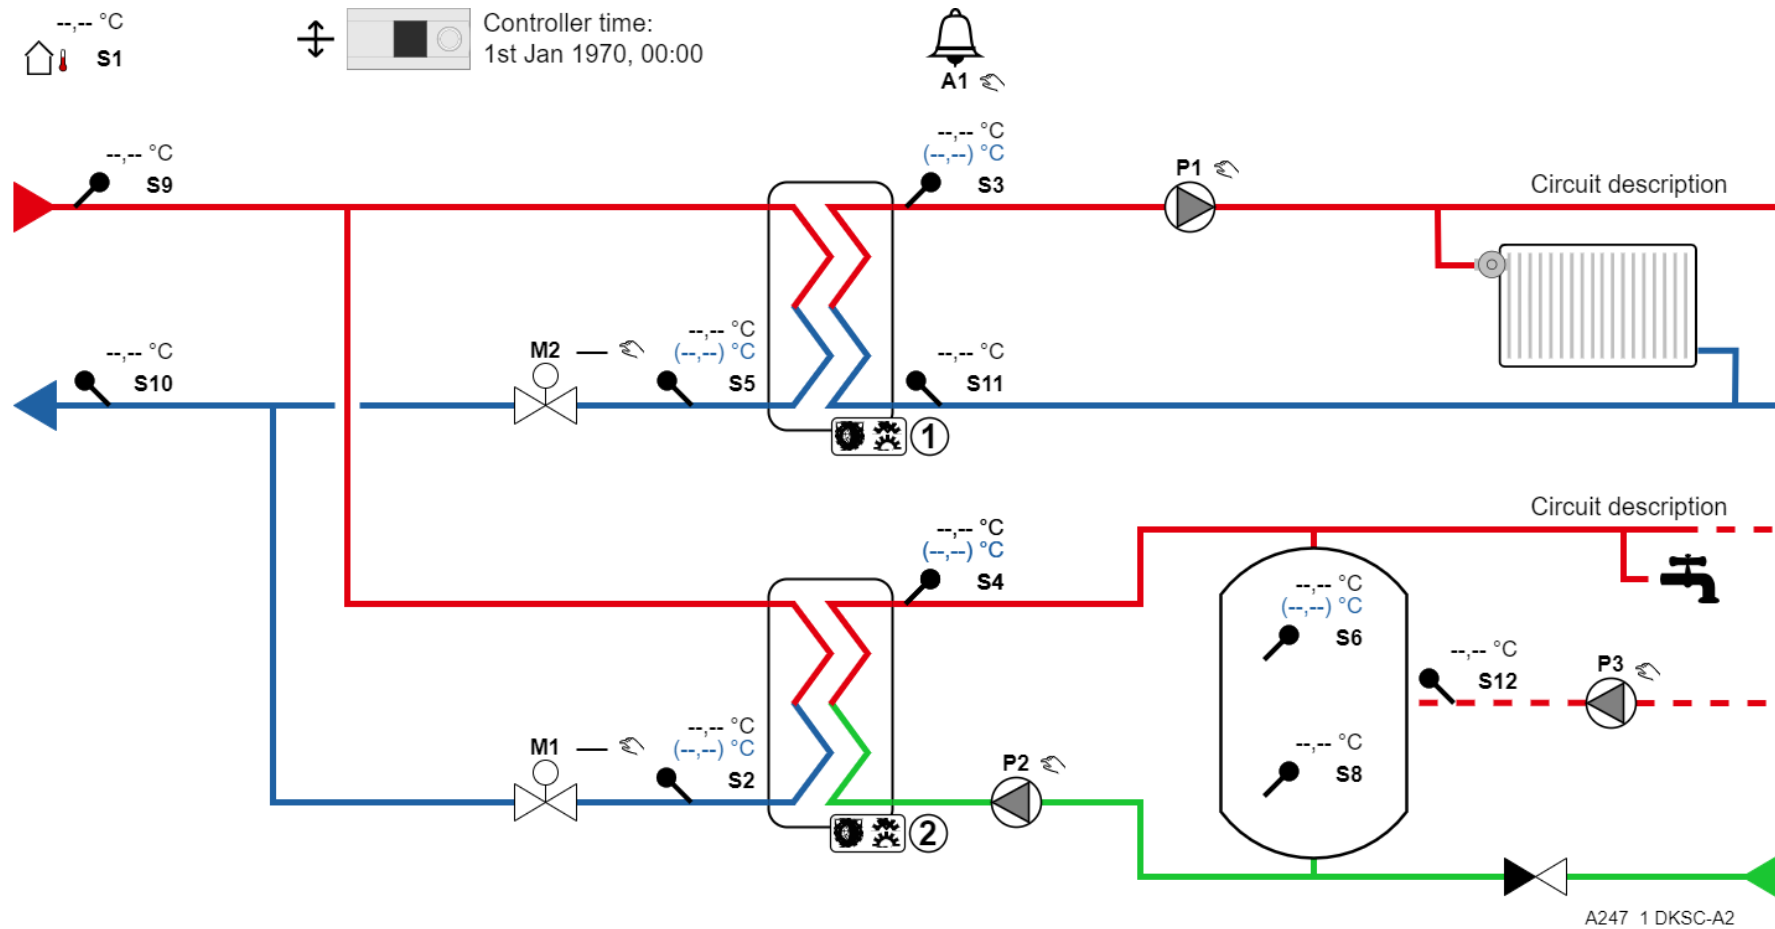 --,-- °C
S1
Controller time:
1st Jan 1970, 00:00
A1
--,-- °C
S9
--,-- °C
(--,--) °C
S3
P1
Circuit description
--,-- °C
S10
M2
--,-- °C
(--,--) °C
S5
--,-- °C
S11
1
Circuit description
--,-- °C
(--,--) °C
S4
--,-- °C
(--,--) °C
S6
--,-- °C
S12
P3
M1
--,-- °C
(--,--) °C
S2
P2
--,-- °C
S8
2
A247 1 DKSC-A2